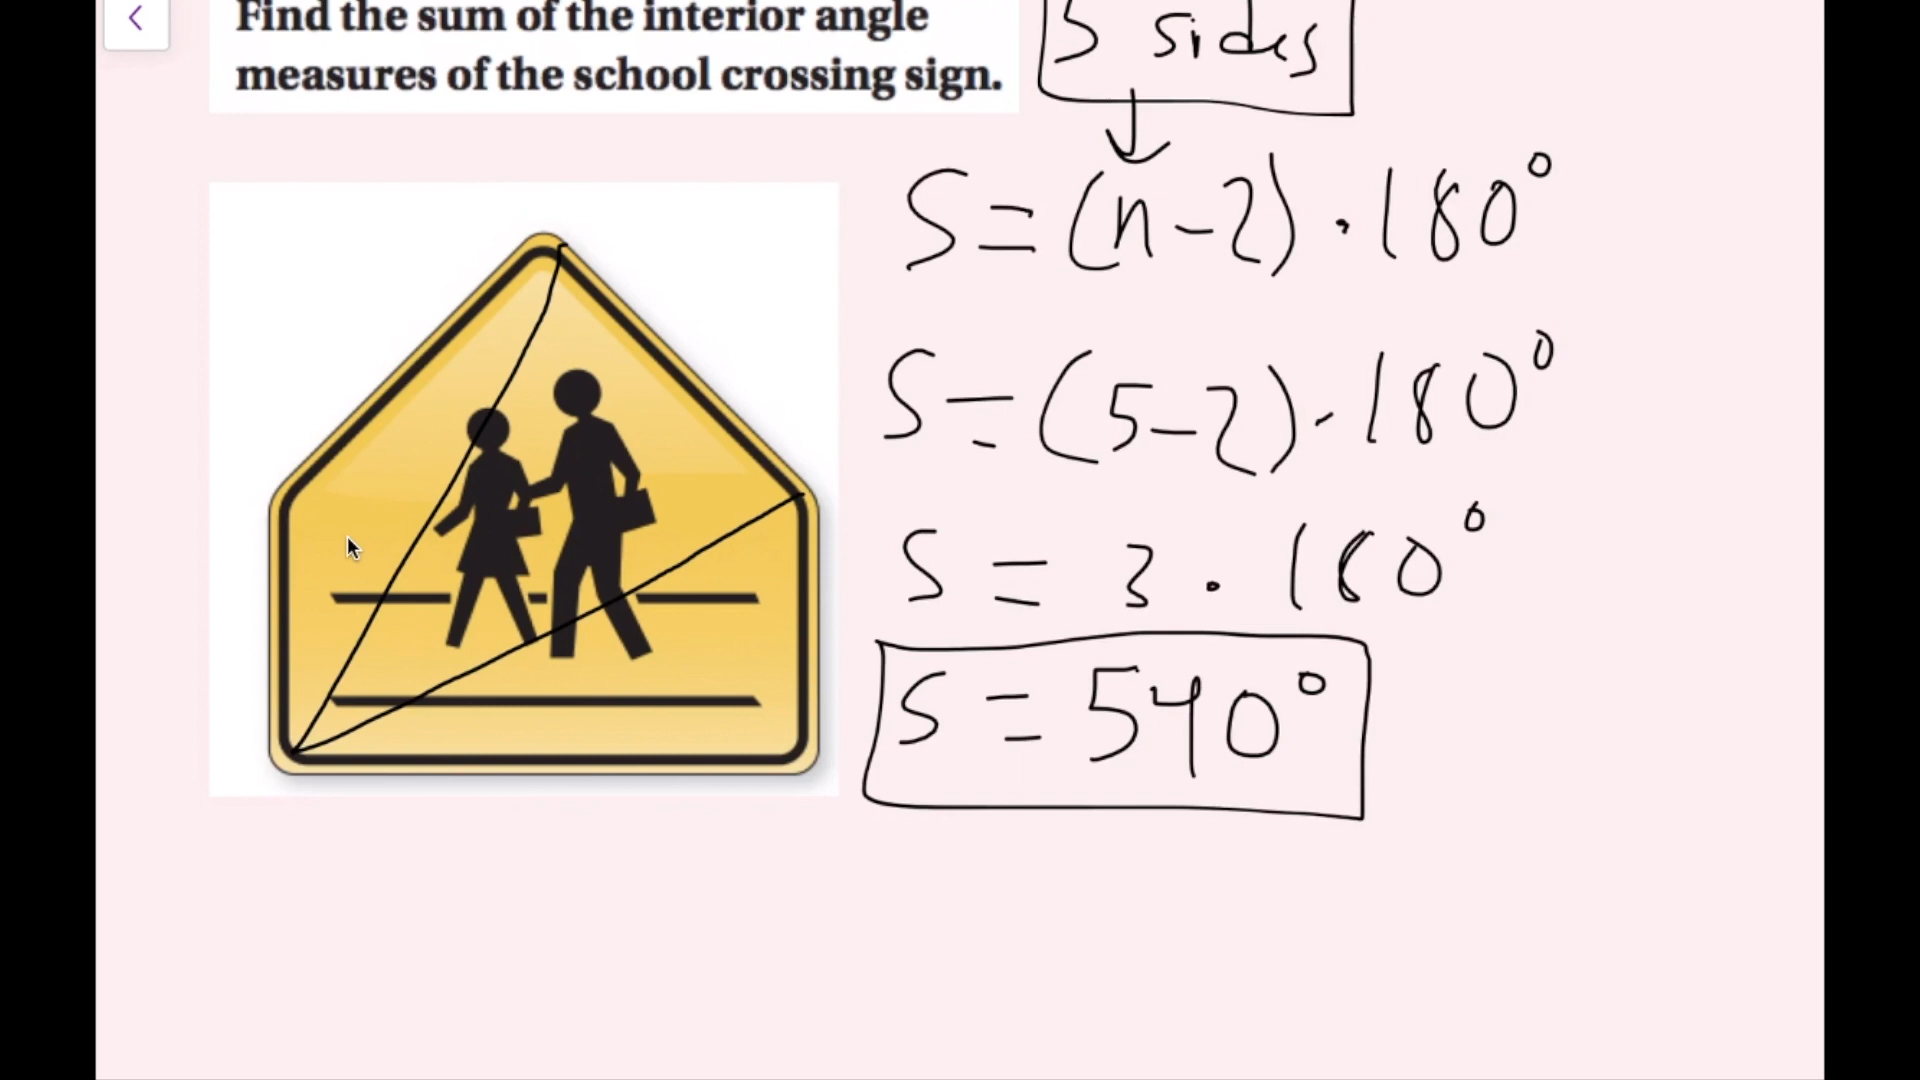 Find the sum of the interior angle
measures of the school crossing sign.
5 sides
S = (n-2) · 180°
S = (5-2) · 180°
S = 3 · 180°
S = 540°